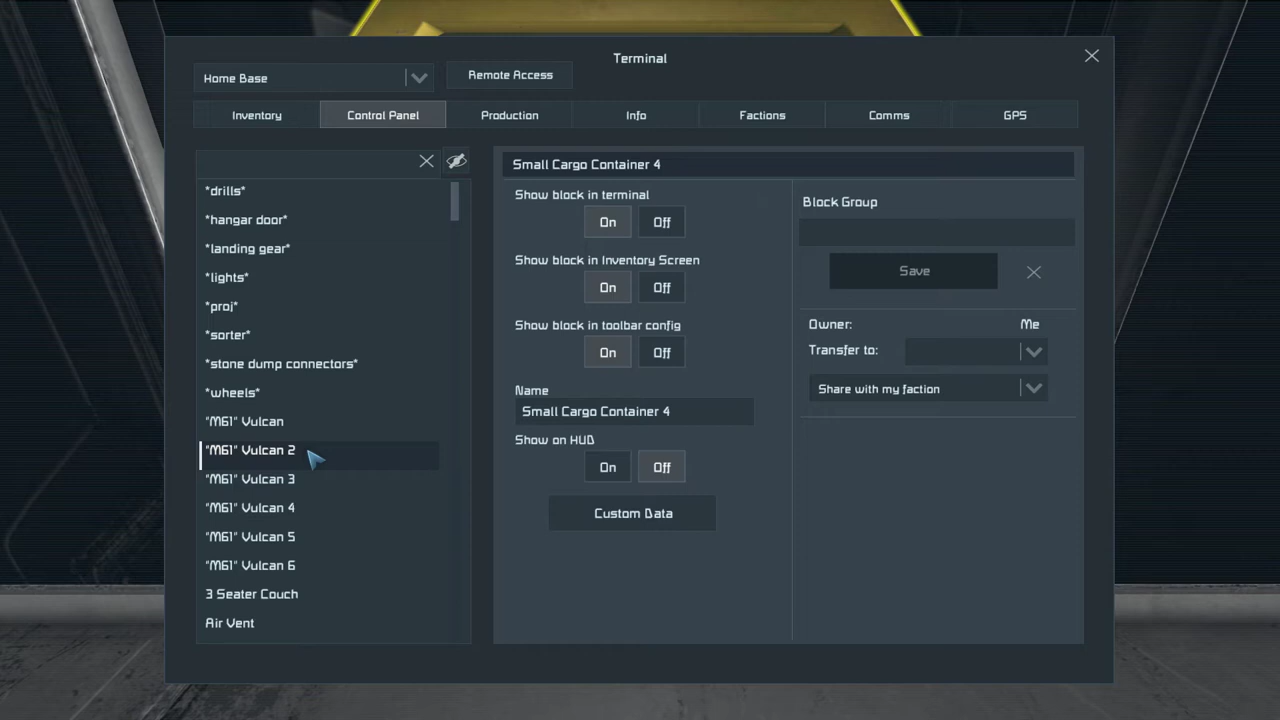 Terminal
Home Base
Remote Access
Inventory
Control Panel
Production
Info
Factions
Comms
GPS
*drills*
*hangar door*
*landing gear*
*lights*
*proj*
*sorter*
*stone dump connectors*
*wheels*
"M61" Vulcan
"M61" Vulcan 2
"M61" Vulcan 3
"M61" Vulcan 4
"M61" Vulcan 5
"M61" Vulcan 6
3 Seater Couch
Air Vent
Small Cargo Container 4
Show block in terminal
On Off
Show block in Inventory Screen
On Off
Show block in toolbar config
On Off
Name
Small Cargo Container 4
Show on HUD
On Off
Custom Data
Block Group
Save
Owner: Me
Transfer to:
Share with my faction